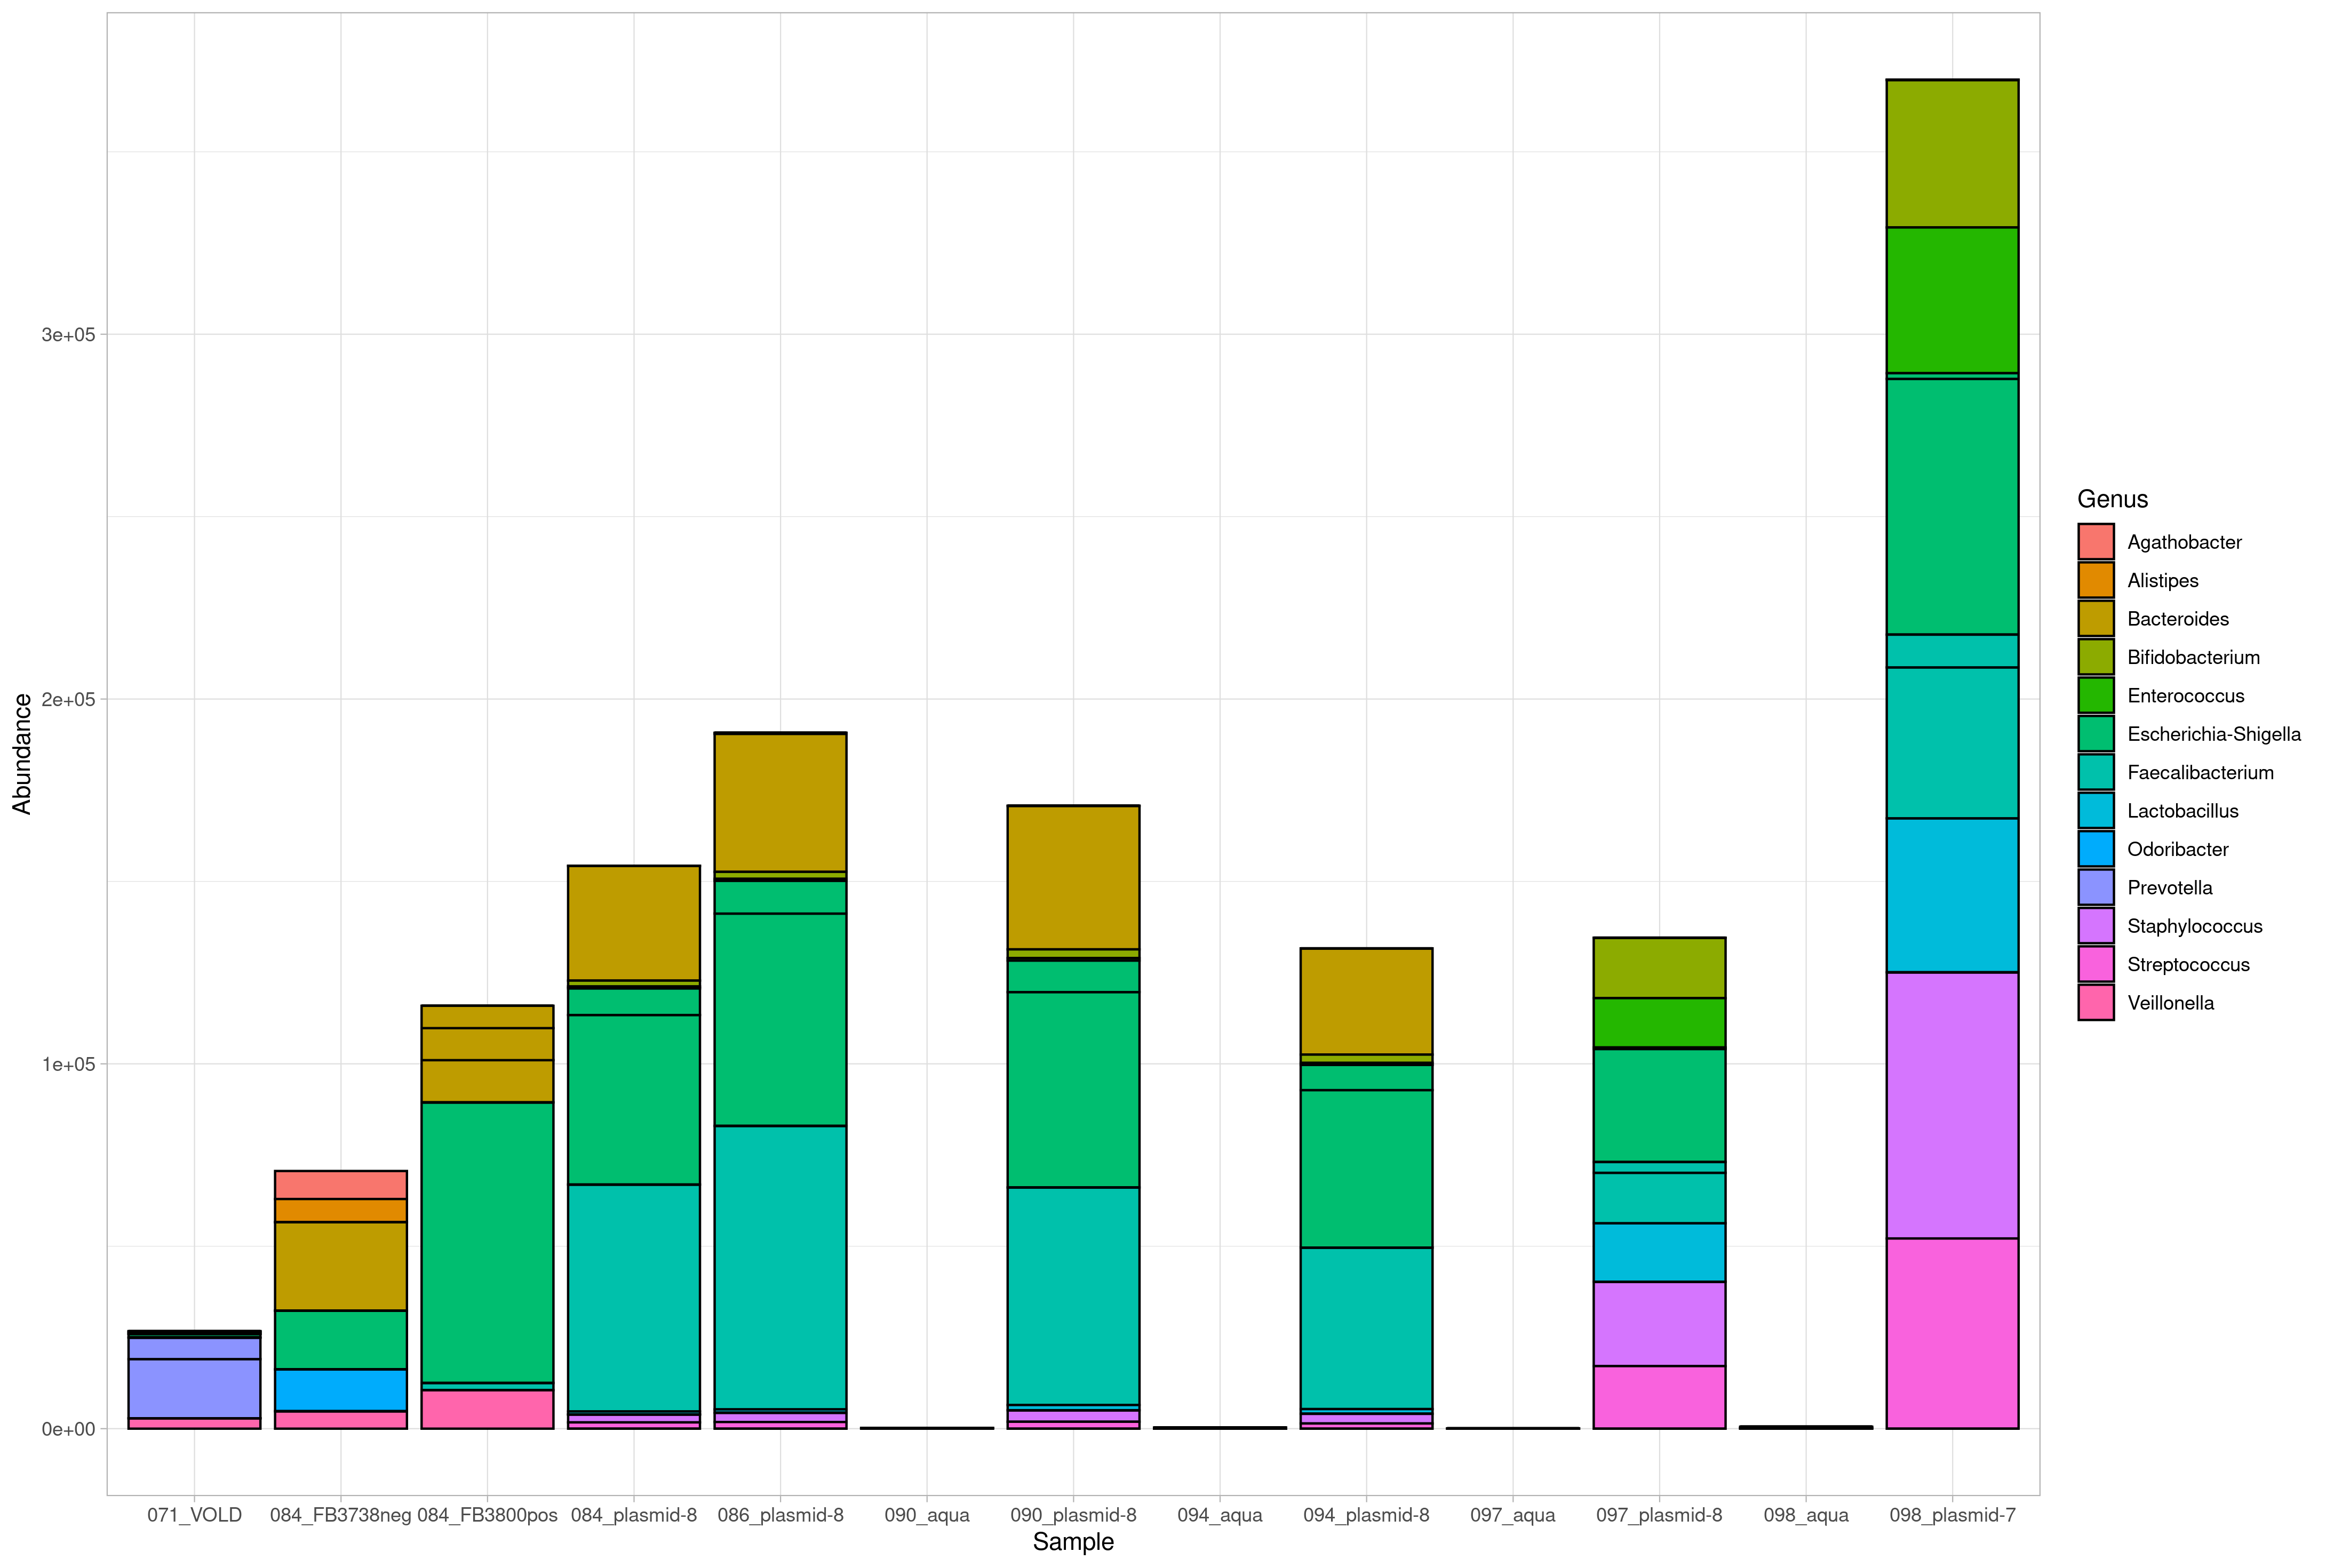 Abundance
3e+05
2e+05
1e+05
0e+00
071_VOLD
084_FB3738neg
084_FB3800pos
084_plasmid-8
086_plasmid-8
090_aqua
090_plasmid-8
094_aqua
094_plasmid-8
097_aqua
097_plasmid-8
098_aqua
098_plasmid-7
Sample
Genus
Agathobacter
Alistipes
Bacteroides
Bifidobacterium
Enterococcus
Escherichia-Shigella
Faecalibacterium
Lactobacillus
Odoribacter
Prevotella
Staphylococcus
Streptococcus
Veillonella